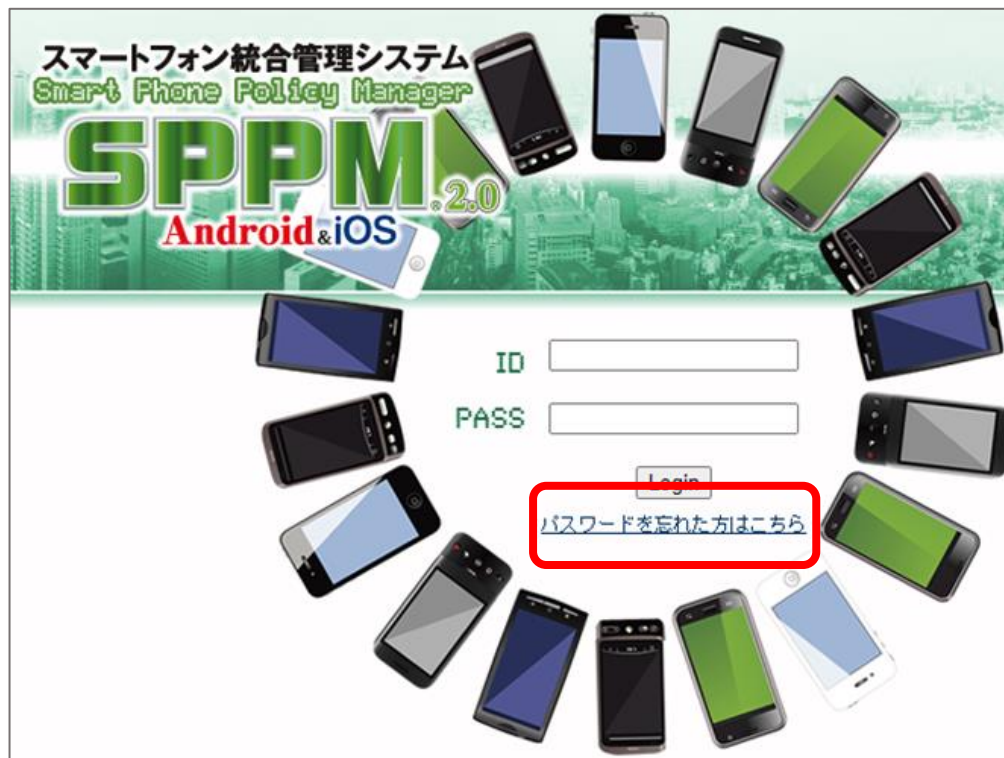 スマートフォン統合管理システム
Smart Phone Policy Manager
SPPM®2.0
Android&iOS
ID
PASS
Login
パスワードを忘れた方はこちら